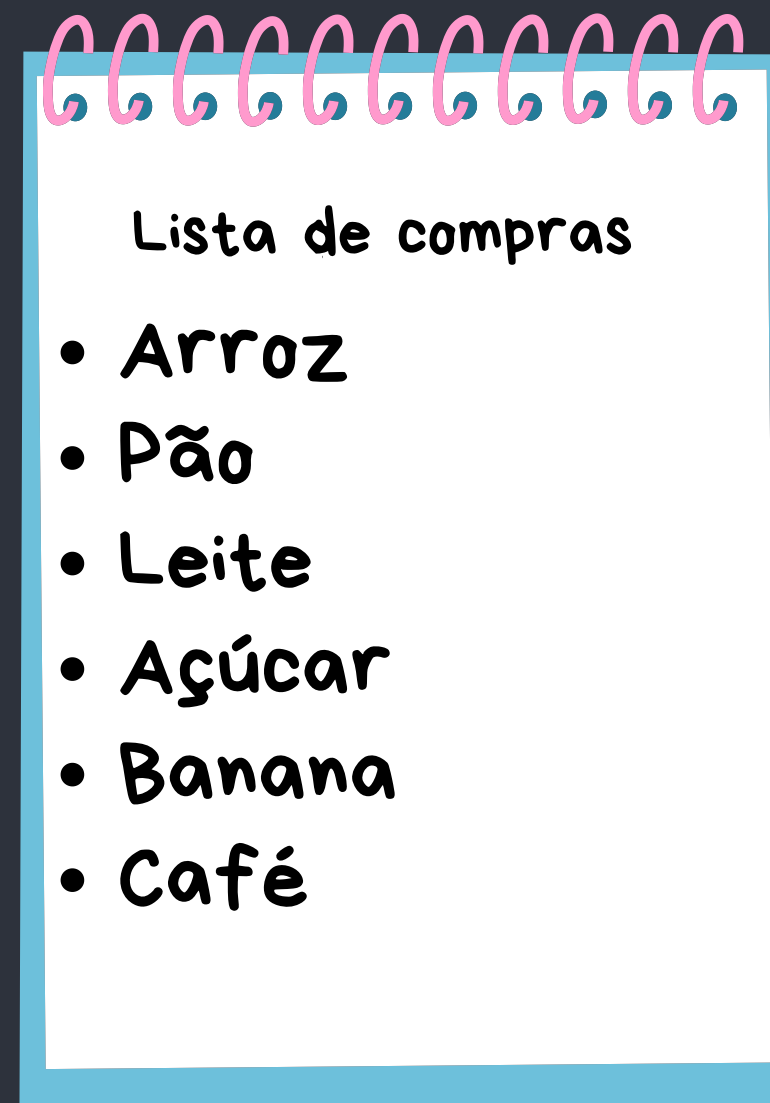 Lista de compras
• Arroz
• Pão
• Leite
• Açúcar
• Banana
• Café